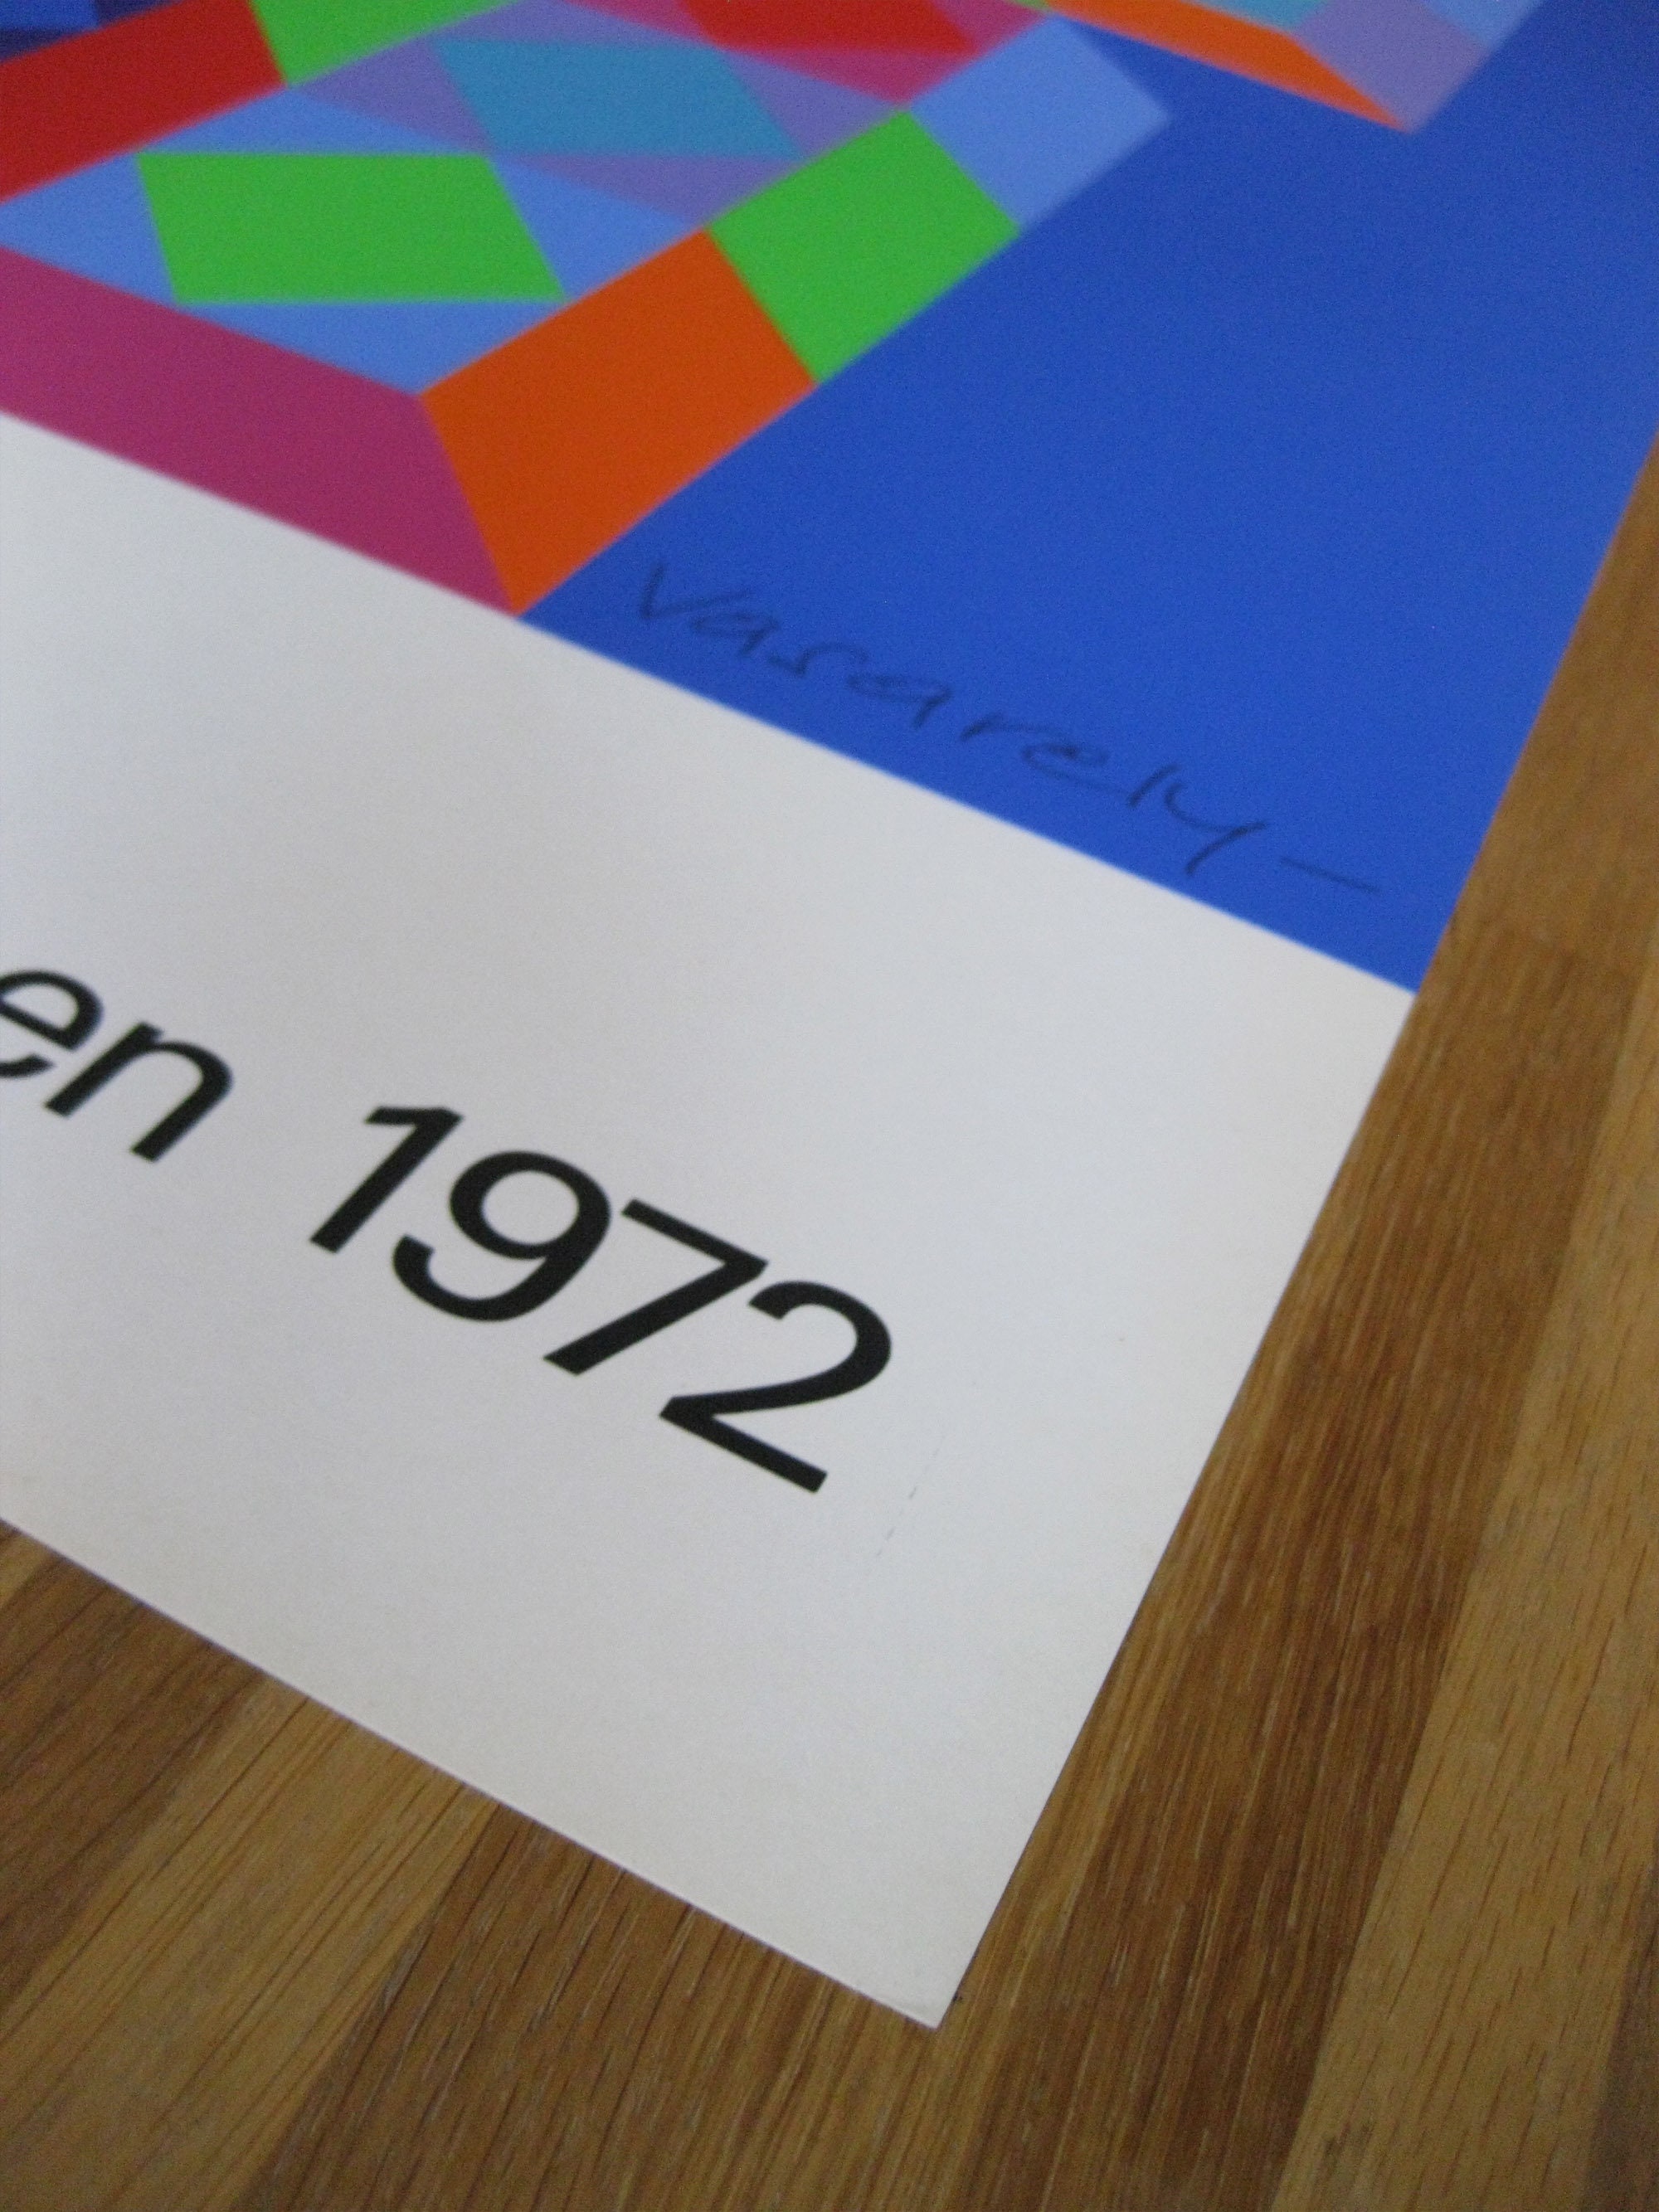 Vasarely –
en 1972